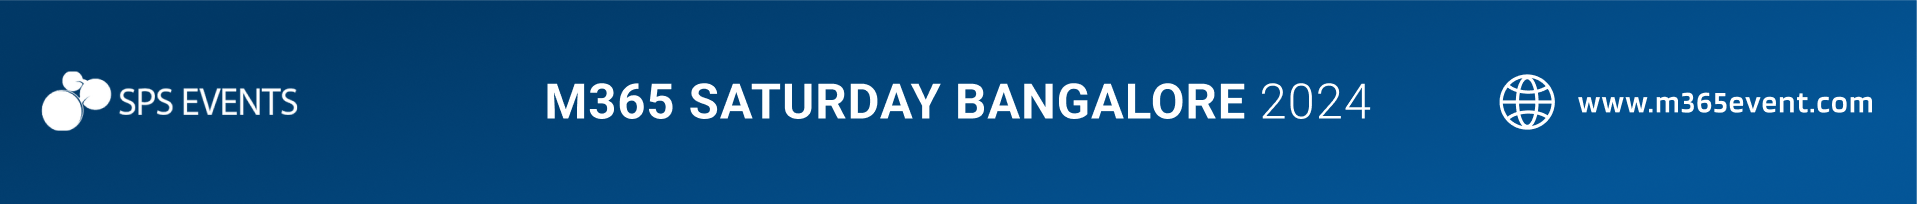 SPS EVENTS
M365 SATURDAY BANGALORE 2024
www.m365event.com